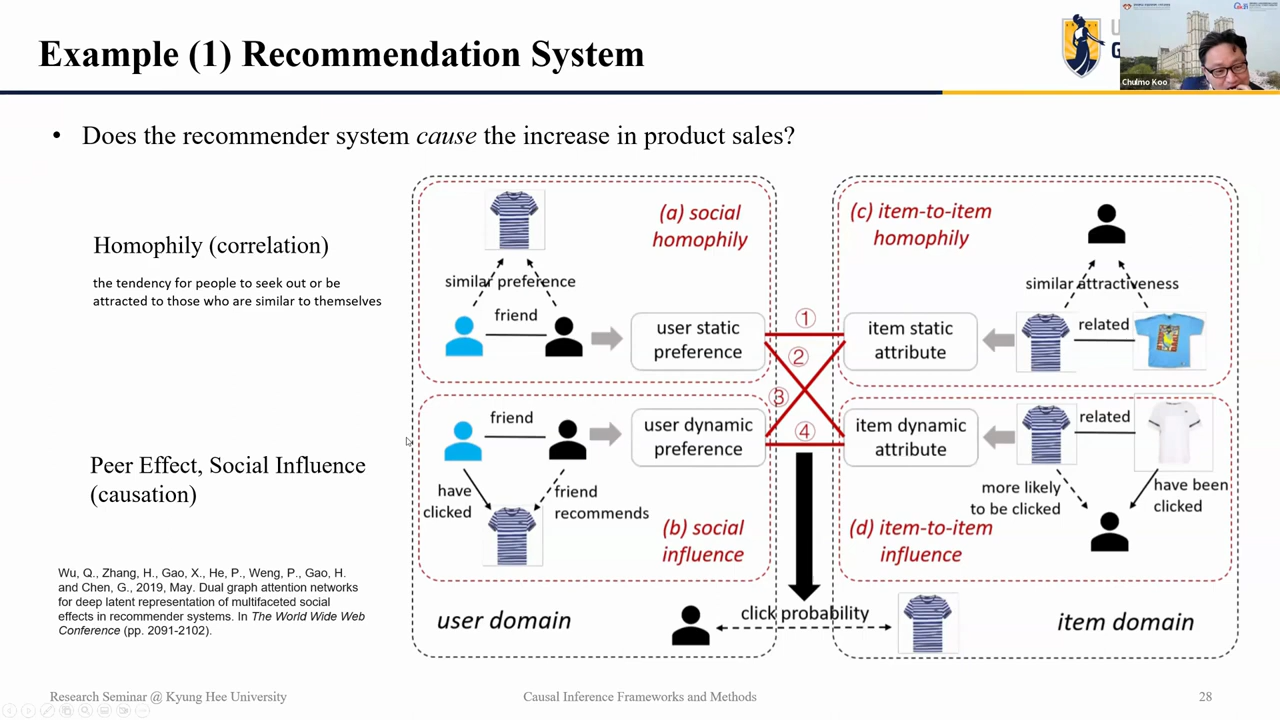 Example (1) Recommendation System
Chulmo Koo
• Does the recommender system cause the increase in product sales?
Homophily (correlation)
the tendency for people to seek out or be
attracted to those who are similar to themselves
Peer Effect, Social Influence
(causation)
Wu, Q., Zhang, H., Gao, X., He, P., Weng, P., Gao, H.
and Chen, G., 2019, May. Dual graph attention networks
for deep latent representation of multifaceted social
effects in recommender systems. In The World Wide Web
Conference (pp. 2091-2102).
(a) social
homophily
similar preference
friend
user static
preference
friend
user dynamic
preference
have
clicked
friend
recommends
(b) social
influence
user domain
①
②
③
④
click probability
(c) item-to-item
homophily
similar attractiveness
item static
attribute
related
item dynamic
attribute
related
more likely
to be clicked
have been
clicked
(d) item-to-item
influence
item domain
Research Seminar @ Kyung Hee University
Causal Inference Frameworks and Methods
28